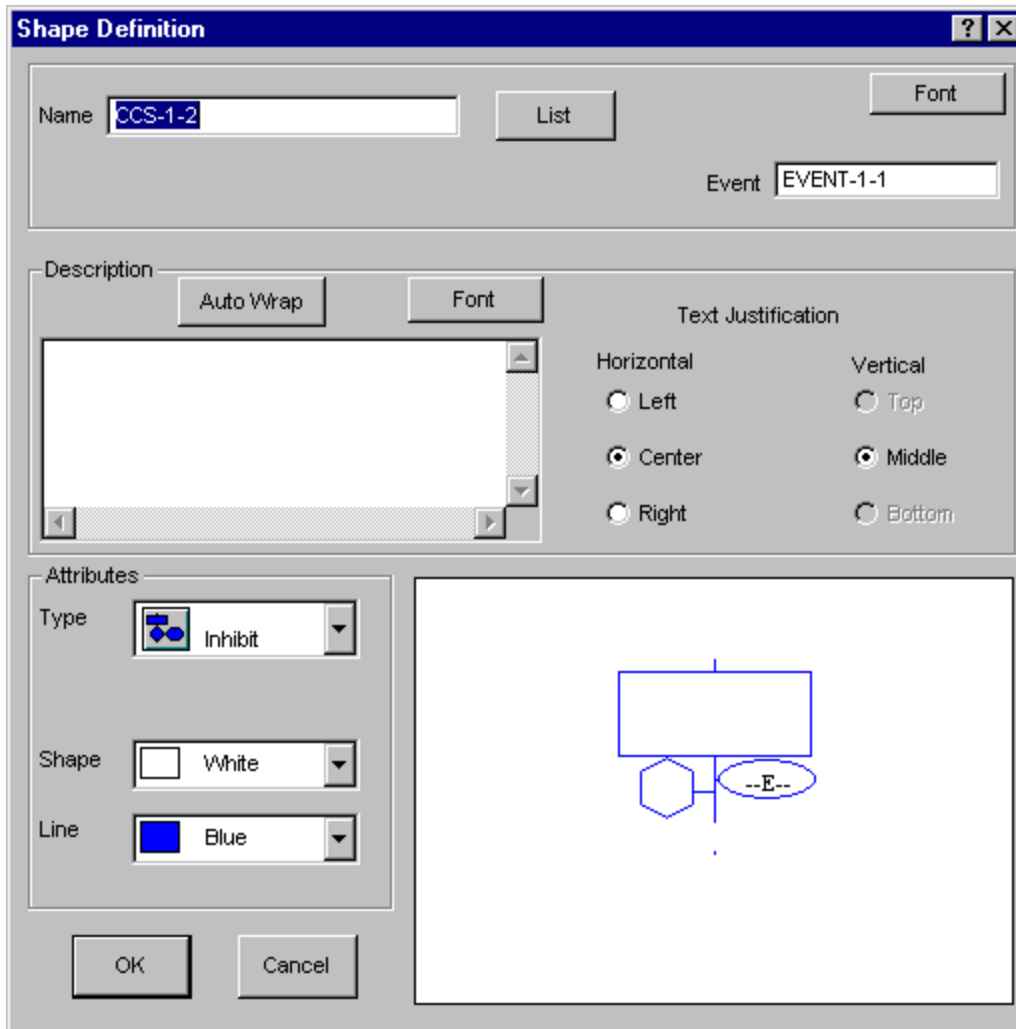 Shape Definition
Font
Name CCS-1-2 List
Event EVENT-1-1
Description
Auto Wrap Font
Text Justification
Horizontal Vertical
Left Top
Center Middle
Right Bottom
Attributes
Type Inhibit
Shape White
Line Blue
--E--
OK Cancel